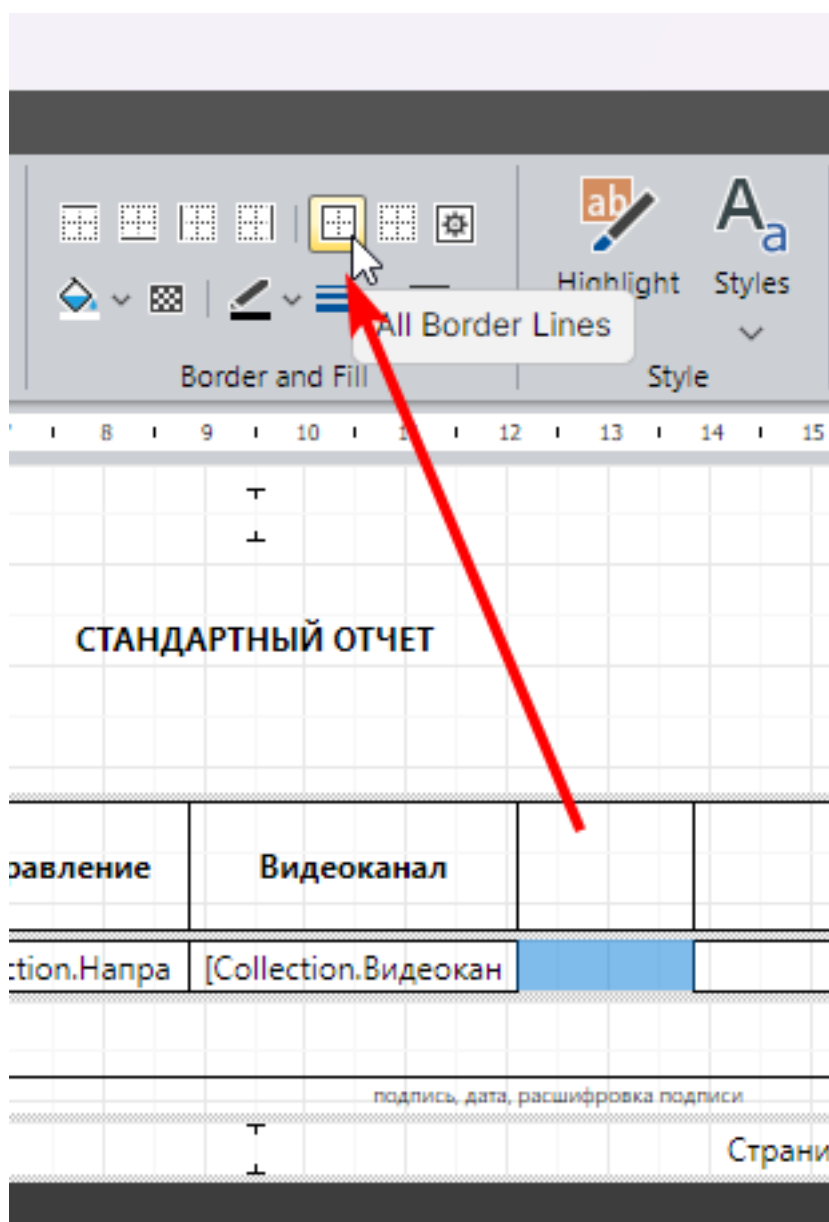 ab
A
a
Highlight
Styles
All Border Lines
Border and Fill
Style
8 9 10 12 13 14 15
СТАНДАРТНЫЙ ОТЧЕТ
равление
Видеоканал
ction.Напра
[Collection.Видеокан
подпись, дата, расшифровка подписи
Страни